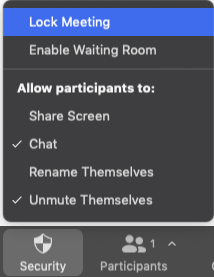 Lock Meeting
Enable Waiting Room
Allow participants to:
Share Screen
✓ Chat
Rename Themselves
✓ Unmute Themselves
1
Security
Participants